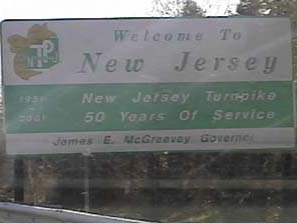 Welcome To
New Jersey
1951 New Jersey Turnpike
2001 50 Years Of Service
James E. McGreevey Governor